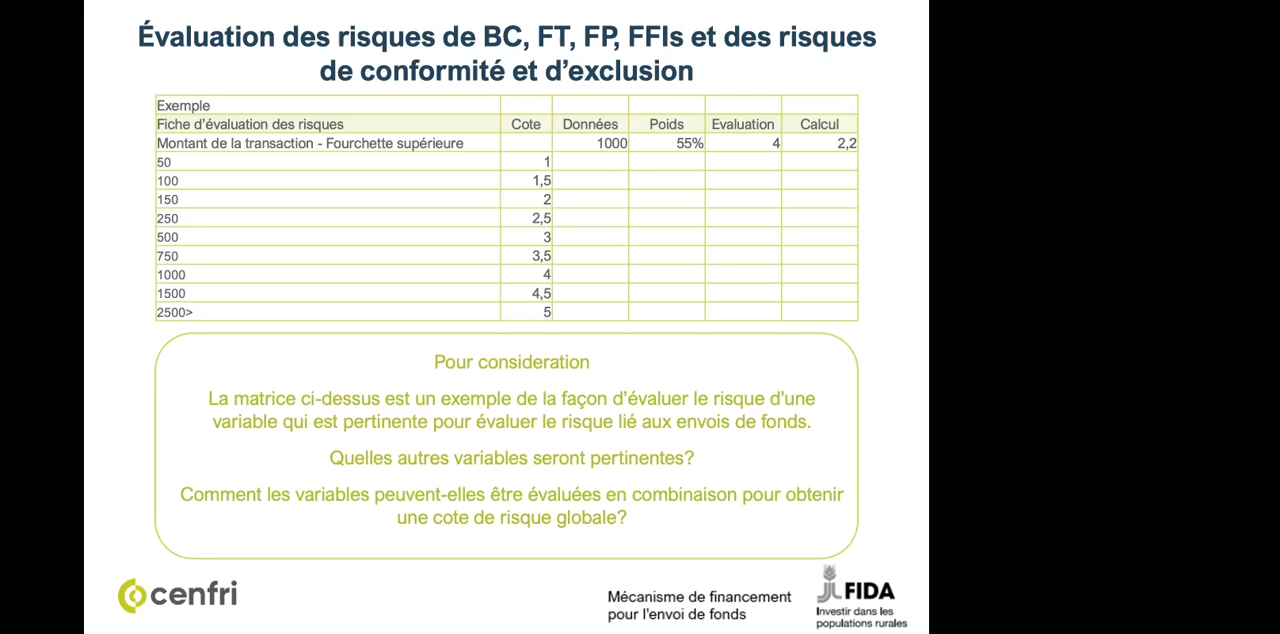 Évaluation des risques de BC, FT, FP, FFIs et des risques
de conformité et d’exclusion
Exemple
Fiche d’évaluation des risques Cote Données Poids Evaluation Calcul
Montant de la transaction - Fourchette supérieure 1000 55% 4 2,2
50 1
100 1,5
150 2
250 2,5
500 3
750 3,5
1000 4
1500 4,5
2500> 5
Pour consideration
La matrice ci-dessus est un exemple de la façon d’évaluer le risque d’une
variable qui est pertinente pour évaluer le risque lié aux envois de fonds.
Quelles autres variables seront pertinentes?
Comment les variables peuvent-elles être évaluées en combinaison pour obtenir
une cote de risque globale?
cenfri
Mécanisme de financement
pour l’envoi de fonds
FIDA
Investir dans les
populations rurales